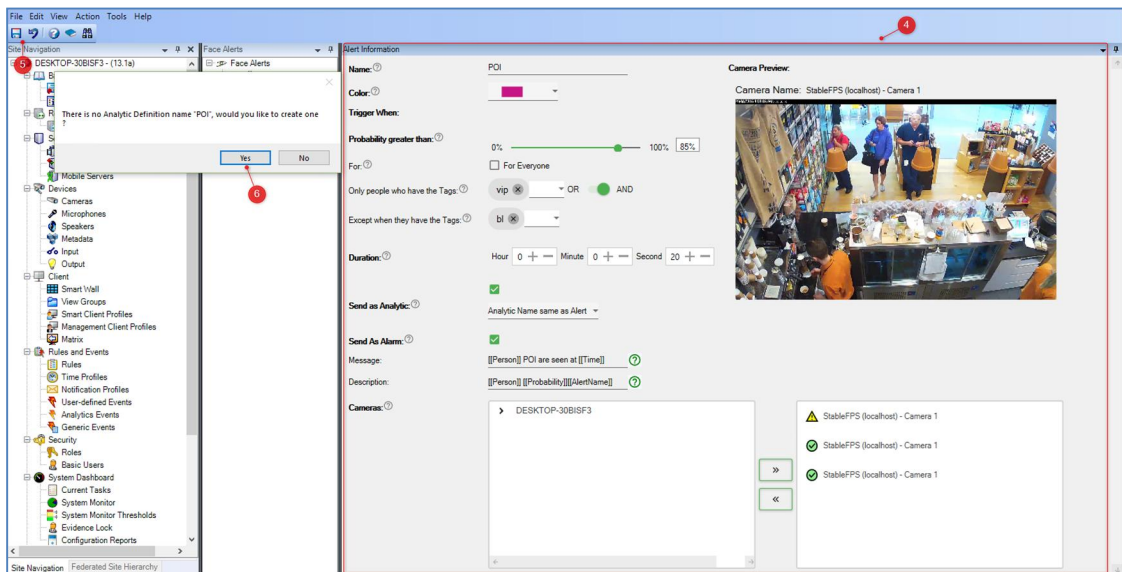 File Edit View Action Tools Help
Site Navigation
Face Alerts
Alert Information
4
5
DESKTOP-30BISF3 - (13.1a)
Face Alerts
There is no Analytic Definition name "POI", would you like to create one
?
Yes No
6
Mobile Servers
Devices
Cameras
Microphones
Speakers
Metadata
Input
Output
Client
Smart Wall
View Groups
Smart Client Profiles
Management Client Profiles
Matrix
Rules and Events
Rules
Time Profiles
Notification Profiles
User-defined Events
Analytics Events
Generic Events
Security
Roles
Basic Users
System Dashboard
Current Tasks
System Monitor
System Monitor Thresholds
Evidence Lock
Configuration Reports
Site Navigation Federated Site Hierarchy
Name: POI
Color:
Trigger When:
Probability greater than: 0% 100% 85%
For: For Everyone
Only people who have the Tags: vip OR AND
Except when they have the Tags: bl
Duration: Hour 0 + − Minute 0 + − Second 20 + −
Send as Analytic:
Analytic Name same as Alert
Send As Alarm:
Message: [[Person]] POI are seen at [[Time]]
Description: [[Person]] [[Probability]][[AlertName]]
Cameras: DESKTOP-30BISF3
»
«
StableFPS (localhost) - Camera 1
StableFPS (localhost) - Camera 1
StableFPS (localhost) - Camera 1
Camera Preview:
Camera Name: StableFPS (localhost) - Camera 1